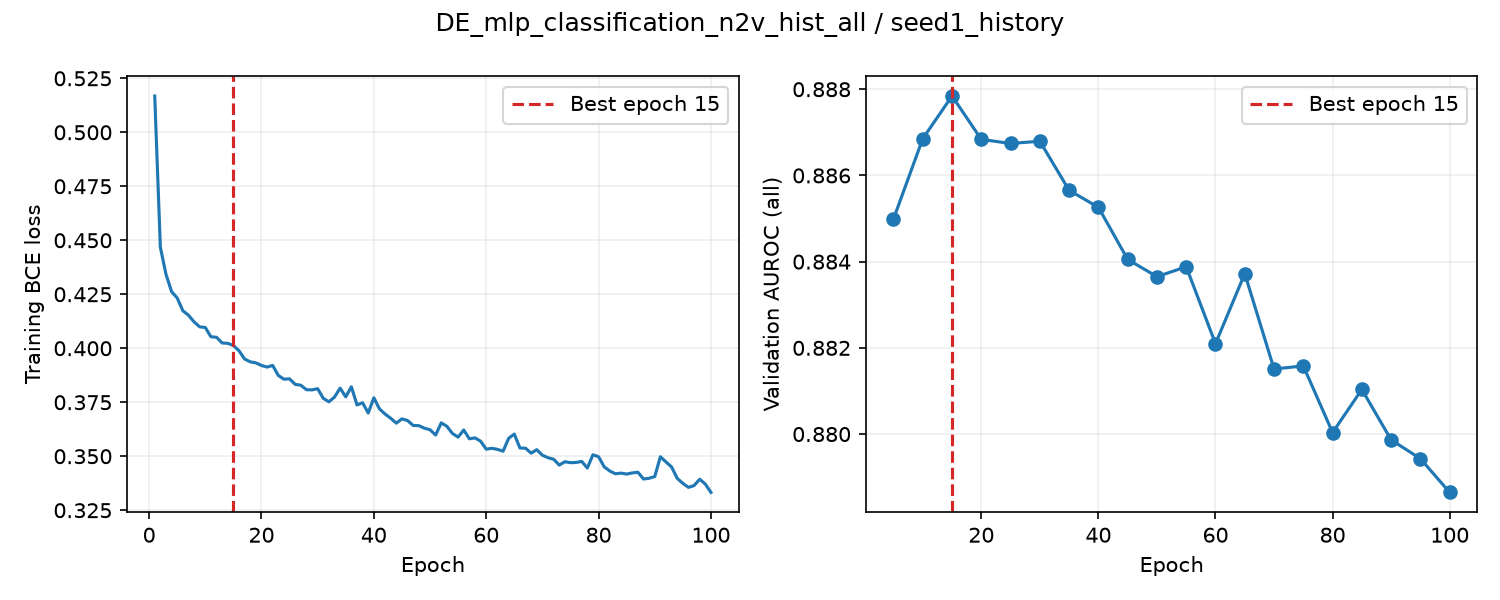 DE_mlp_classification_n2v_hist_all / seed1_history
0.525
0.500
0.475
0.450
0.425
0.400
0.375
0.350
0.325
Training BCE loss
0 20 40 60 80 100
Epoch
Best epoch 15
0.888
0.886
0.884
0.882
0.880
Validation AUROC (all)
20 40 60 80 100
Epoch
Best epoch 15